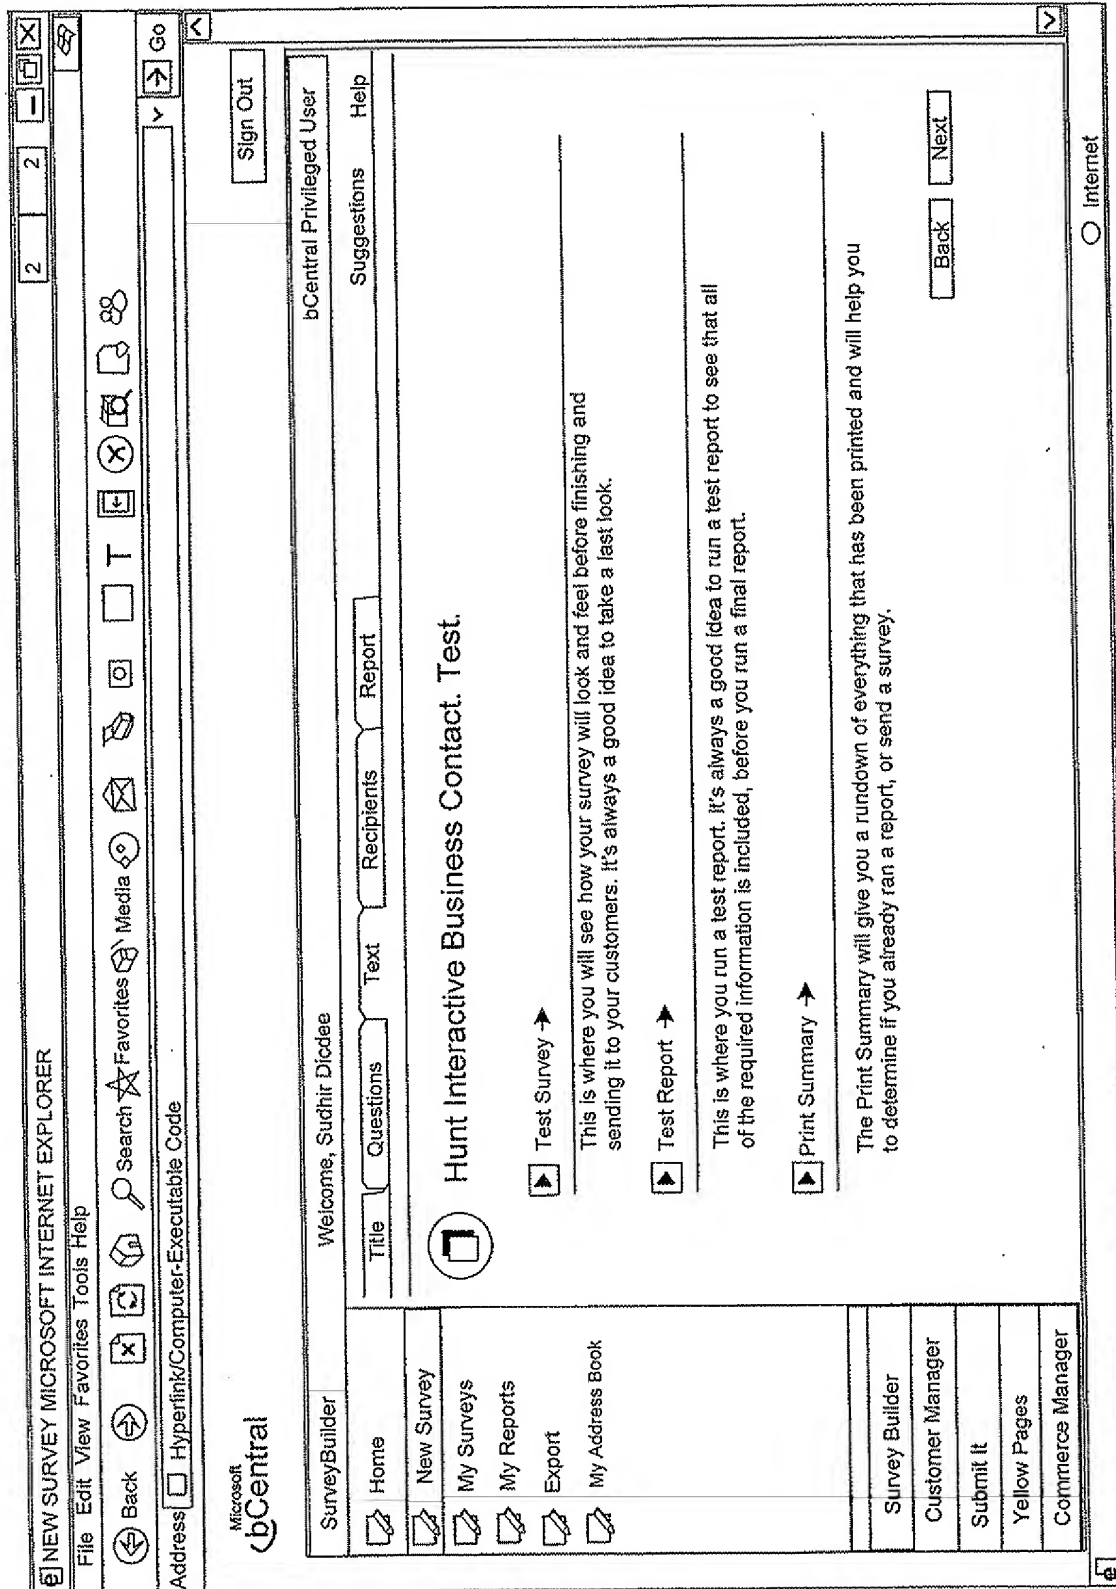 NEW SURVEY MICROSOFT INTERNET EXPLORER
2 2
File Edit View Favorites Tools Help
Back Search Favorites Media T
Address Hyperlink/Computer-Executable Code Go
Microsoft
bCentral
Sign Out
SurveyBuilder Welcome, Sudhir Dicdee bCentral Privileged User
Home
New Survey
My Surveys
My Reports
Export
My Address Book
Survey Builder
Customer Manager
Submit It
Yellow Pages
Commerce Manager
Title Questions Text Recipients Report Suggestions Help
Hunt Interactive Business Contact. Test.
Test Survey
This is where you will see how your survey will look and feel before finishing and
sending it to your customers. It's always a good idea to take a last look.
Test Report
This is where you run a test report. It's always a good idea to run a test report to see that all
of the required information is included, before you run a final report.
Print Summary
The Print Summary will give you a rundown of everything that has been printed and will help you
to determine if you already ran a report, or send a survey.
Back Next
Internet